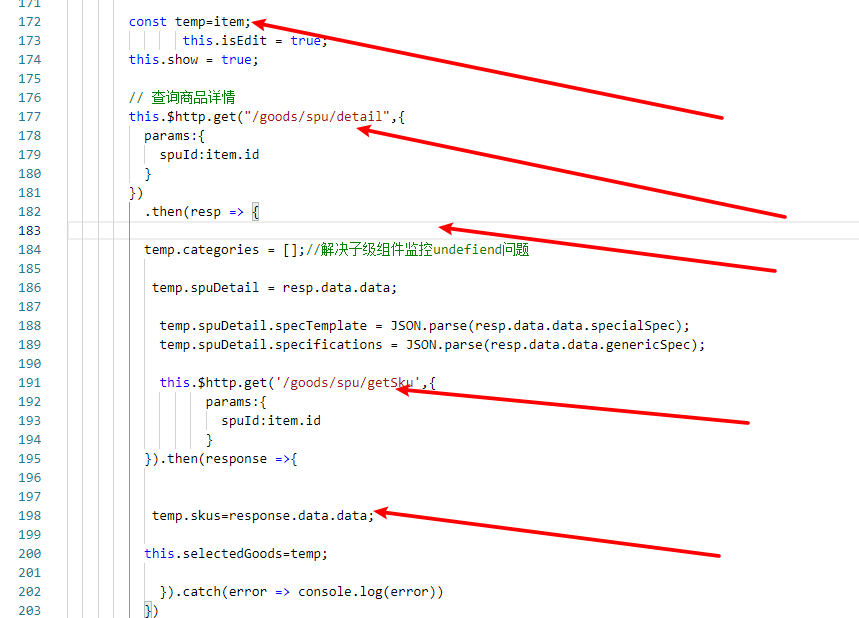 171
172 const temp=item;
173 this.isEdit = true;
174 this.show = true;
175
176 // 查询商品详情
177 this.$http.get("/goods/spu/detail",{
178 params:{
179 spuId:item.id
180 }
181 })
182 .then(resp => {
183
184 temp.categories = [];//解决子级组件监控undefiend问题
185
186 temp.spuDetail = resp.data.data;
187
188 temp.spuDetail.specTemplate = JSON.parse(resp.data.data.specialSpec);
189 temp.spuDetail.specifications = JSON.parse(resp.data.data.genericSpec);
190
191 this.$http.get('/goods/spu/getSku',{
192 params:{
193 spuId:item.id
194 }
195 }).then(response =>{
196
197
198 temp.skus=response.data.data;
199
200 this.selectedGoods=temp;
201
202 }).catch(error => console.log(error))
203 })